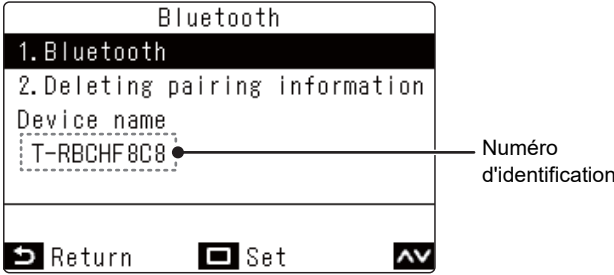 Bluetooth
1.Bluetooth
2.Deleting pairing information
Device name
T-RBCHF8C8
Numéro
d'identification
Return Set